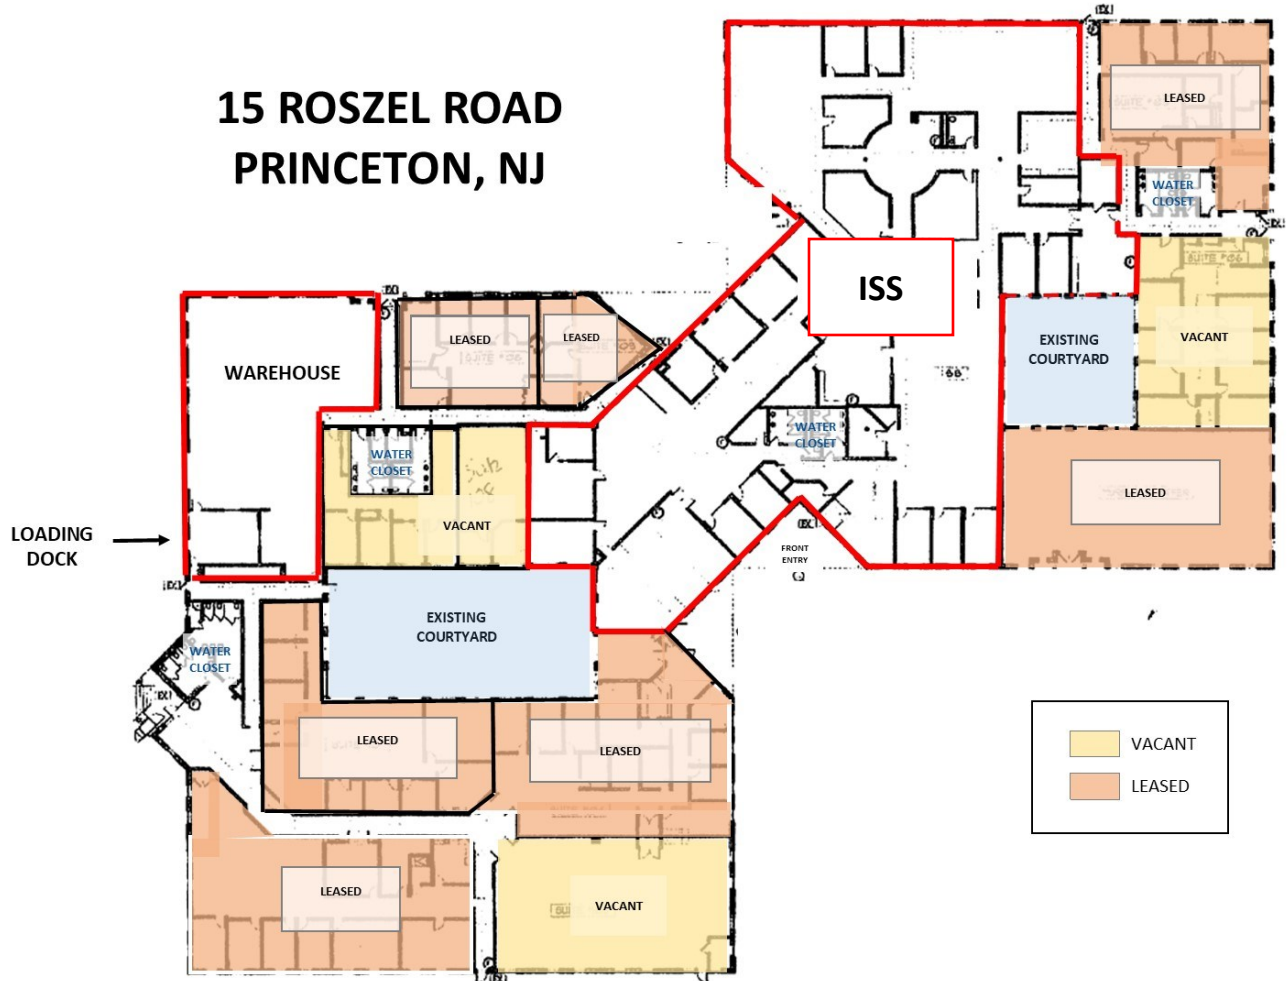 15 ROSZEL ROAD
PRINCETON, NJ
LEASED
WATER
CLOSET
ISS
LEASED
LEASED
WAREHOUSE
EXISTING
COURTYARD
VACANT
WATER
CLOSET
WATER
CLOSET
LEASED
VACANT
LOADING
DOCK
FRONT
ENTRY
EXISTING
COURTYARD
WATER
CLOSET
LEASED
LEASED
VACANT
LEASED
LEASED
VACANT